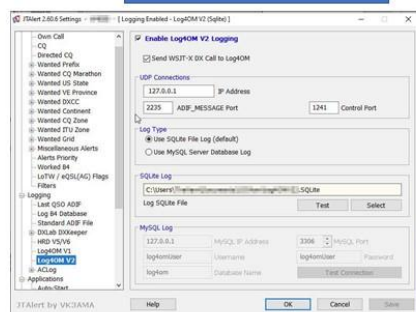 JTAlert 2.60.6 Settings - [Logging Enabled - Log4OM V2 (Sqlite) ]
Own Call
CQ
Directed CQ
Wanted Prefix
Wanted CQ Marathon
Wanted US State
Wanted VE Province
Wanted DXCC
Wanted Continent
Wanted CQ Zone
Wanted ITU Zone
Wanted Grid
Miscellaneous Alerts
Alerts Priority
Worked B4
LoTW / eQSL(AG) Flags
Filters
Logging
Last QSO ADIF
Log B4 Database
Standard ADIF File
DXLab DXKeeper
HRD V5/V6
Log4OM V1
Log4OM V2
ACLog
Applications
Auto-Start
JTAlert by VK3AMA
Enable Log4OM V2 Logging
Send WSJT-X DX Call to Log4OM
UDP Connections
127.0.0.1 IP Address
2235 ADIF_MESSAGE Port 1241 Control Port
Log Type
Use SQLite File Log (default)
Use MySQL Server Database Log
SQLite Log
C:\Users\ .SQLite
Log SQLite File Test Select
MySQL Log
127.0.0.1 MySQL IP Address 3306 MySQL Port
log4omUser Username log4omUser Password
log4om Database Name Test Connection
Help OK Cancel Save